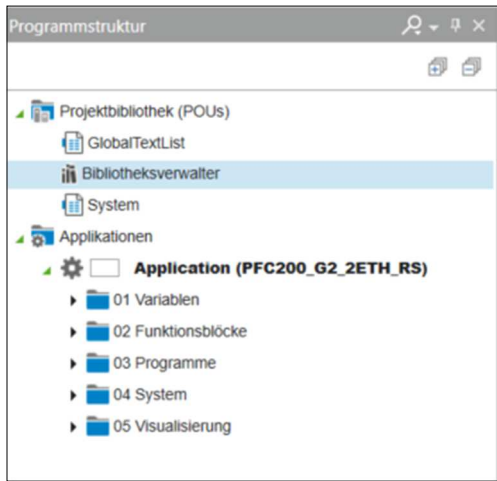 Programmstruktur
Projektbibliothek (POUs)
GlobalTextList
Bibliotheksverwalter
System
Applikationen
Application (PFC200_G2_2ETH_RS)
01 Variablen
02 Funktionsblöcke
03 Programme
04 System
05 Visualisierung